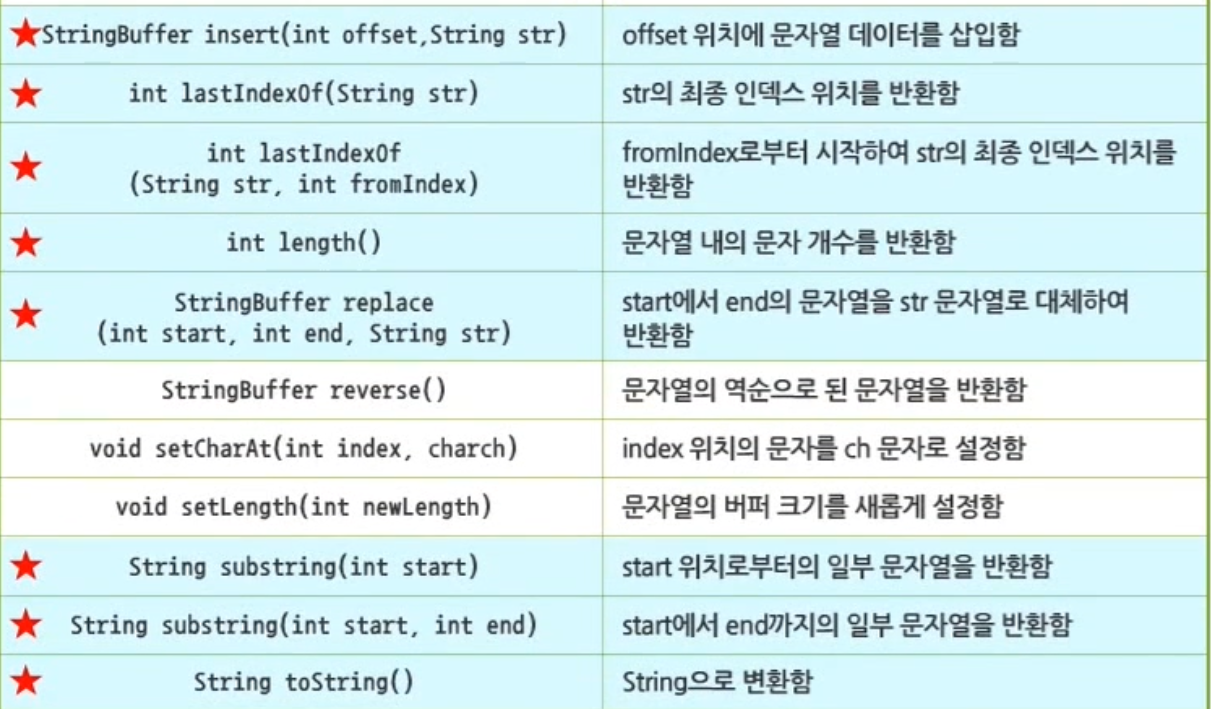 StringBuffer insert(int offset,String str)
offset 위치에 문자열 데이터를 삽입함
int lastIndexOf(String str)
str의 최종 인덱스 위치를 반환함
int lastIndexOf
(String str, int fromIndex)
fromIndex로부터 시작하여 str의 최종 인덱스 위치를
반환함
int length()
문자열 내의 문자 개수를 반환함
StringBuffer replace
(int start, int end, String str)
start에서 end의 문자열을 str 문자열로 대체하여
반환함
StringBuffer reverse()
문자열의 역순으로 된 문자열을 반환함
void setCharAt(int index, charch)
index 위치의 문자를 ch 문자로 설정함
void setLength(int newLength)
문자열의 버퍼 크기를 새롭게 설정함
String substring(int start)
start 위치로부터의 일부 문자열을 반환함
String substring(int start, int end)
start에서 end까지의 일부 문자열을 반환함
String toString()
String으로 변환함